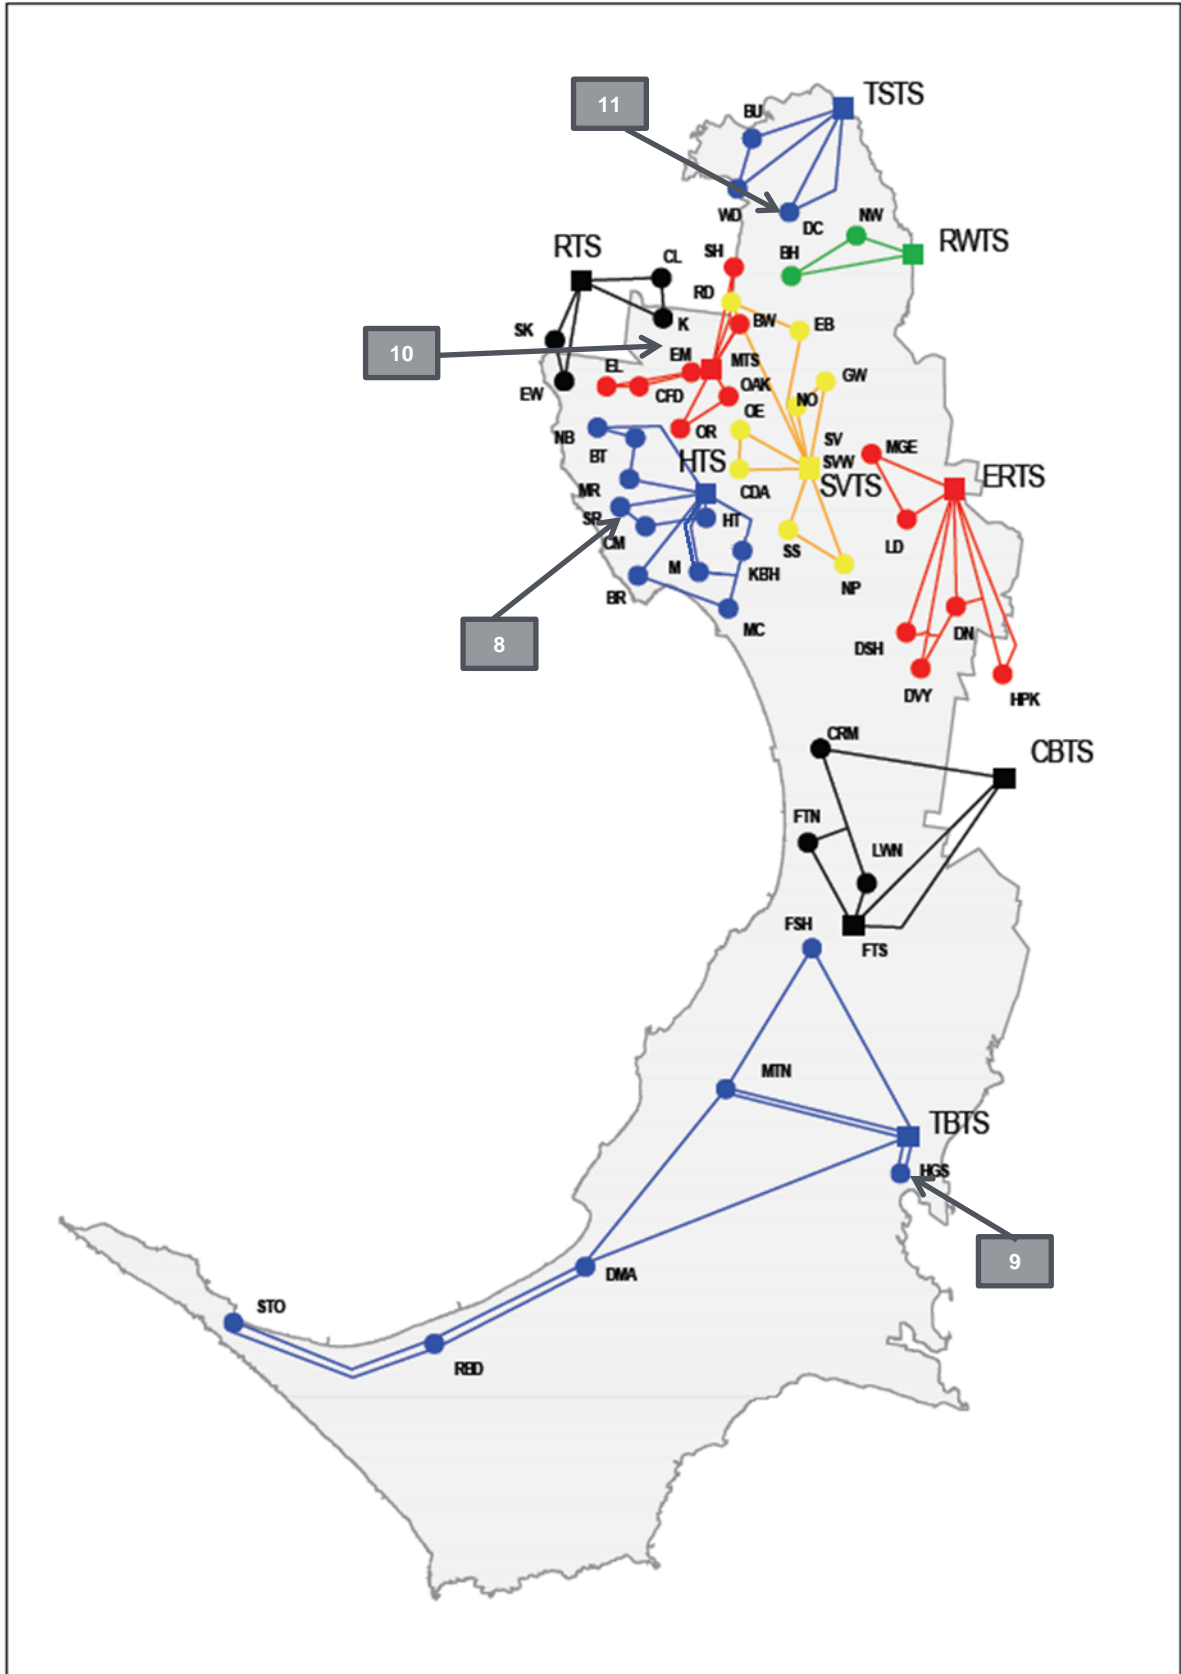 TSTS
11
BU
WD
DC
NW
RWTS
BH
RTS
CL
SH
RD
K
BW
EB
SK
10
EM
MTS
EL
GW
EW
CFD
OAK
NO
OE
NB
OR
SV
MGE
BT
HTS
SVW
SVTS
ERTS
CDA
MR
SR
HT
CM
LD
SS
M
KBH
NP
BR
8
MC
DN
DSH
DVY
HPK
CRM
CBTS
FTN
LWN
FSH
FTS
MTN
TBTS
HGS
9
DMA
STO
RBD